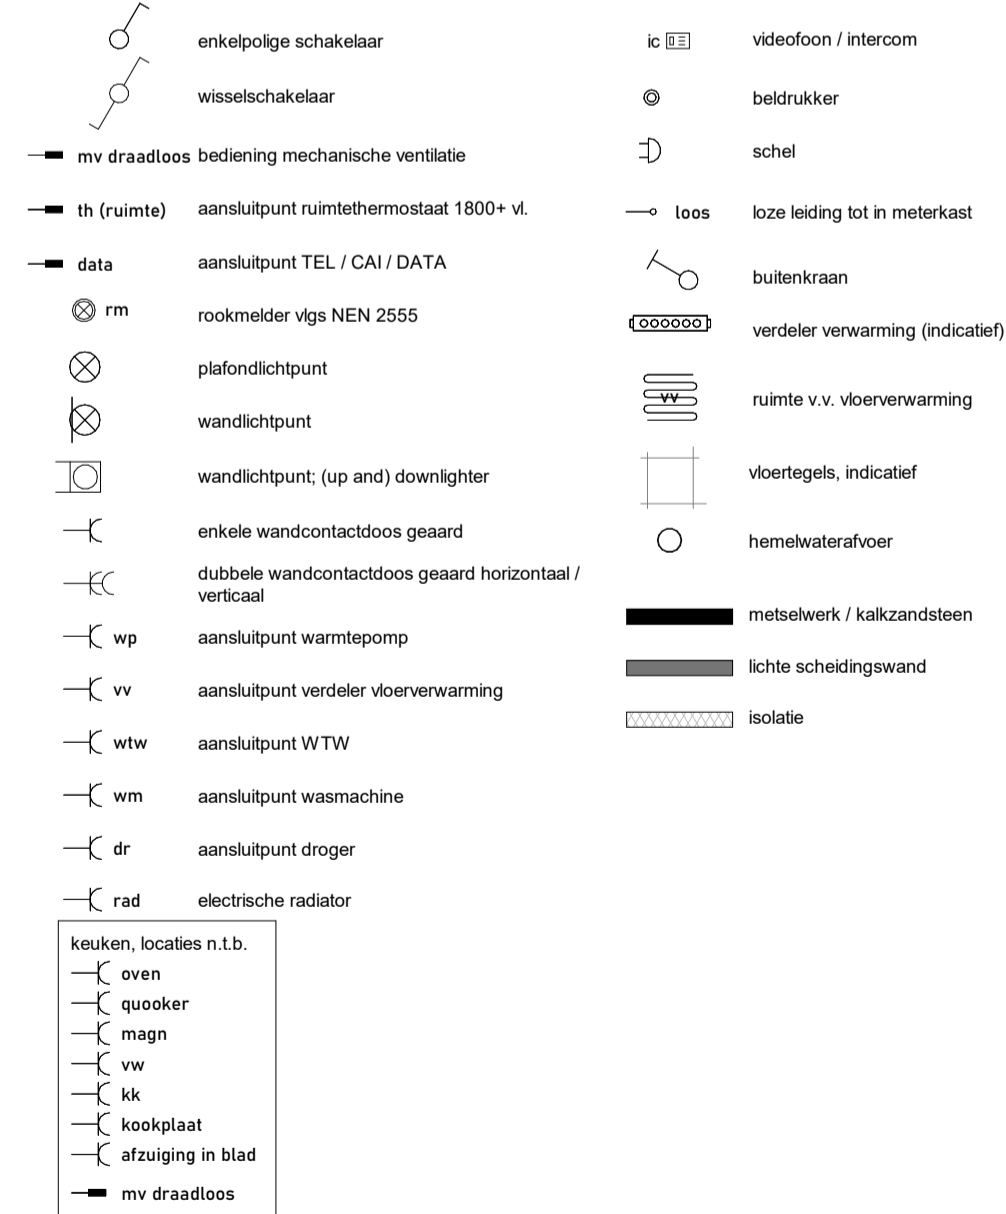 enkelpolige schakelaar
wisselschakelaar
mv draadloos bediening mechanische ventilatie
th (ruimte) aansluitpunt ruimtethermostaat 1800+ vl.
data aansluitpunt TEL / CAI / DATA
rm rookmelder vlgs NEN 2555
plafondlichtpunt
wandlichtpunt
wandlichtpunt; (up and) downlighter
enkele wandcontactdoos geaard
dubbele wandcontactdoos geaard horizontaal /
verticaal
wp aansluitpunt warmtepomp
vv aansluitpunt verdeler vloerverwarming
wtw aansluitpunt WTW
wm aansluitpunt wasmachine
dr aansluitpunt droger
rad electrische radiator
keuken, locaties n.t.b.
oven
quooker
magn
vw
kk
kookplaat
afzuiging in blad
mv draadloos
ic videofoon / intercom
beldrukker
schel
loos loze leiding tot in meterkast
buitenkraan
verdeler verwarming (indicatief)
vv ruimte v.v. vloerverwarming
vloertegels, indicatief
hemelwaterafvoer
metselwerk / kalkzandsteen
lichte scheidingswand
isolatie